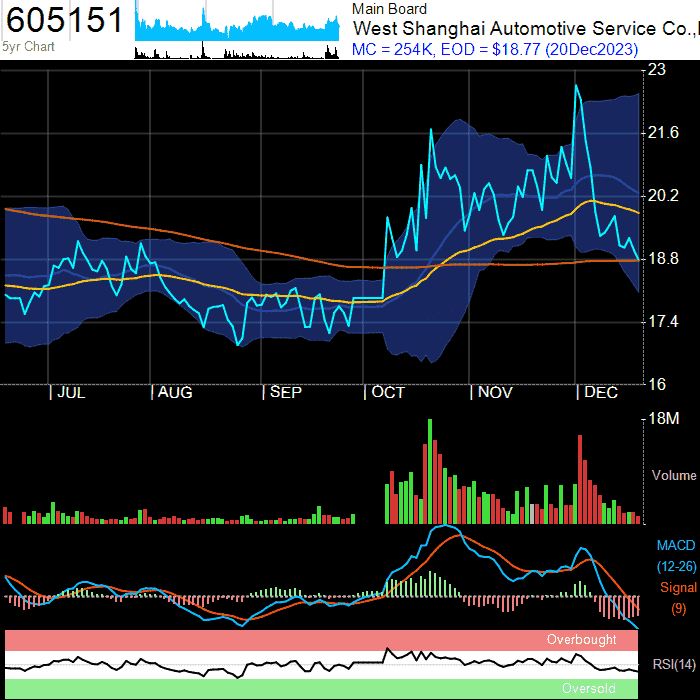 605151
5yr Chart
Main Board
West Shanghai Automotive Service Co.,
MC = 254K, EOD = $18.77 (20Dec2023)
23
21.6
20.2
18.8
17.4
16
| JUL | AUG | SEP | OCT | NOV | DEC
18M
Volume
MACD
(12-26)
Signal
(9)
Overbought
RSI(14)
Oversold